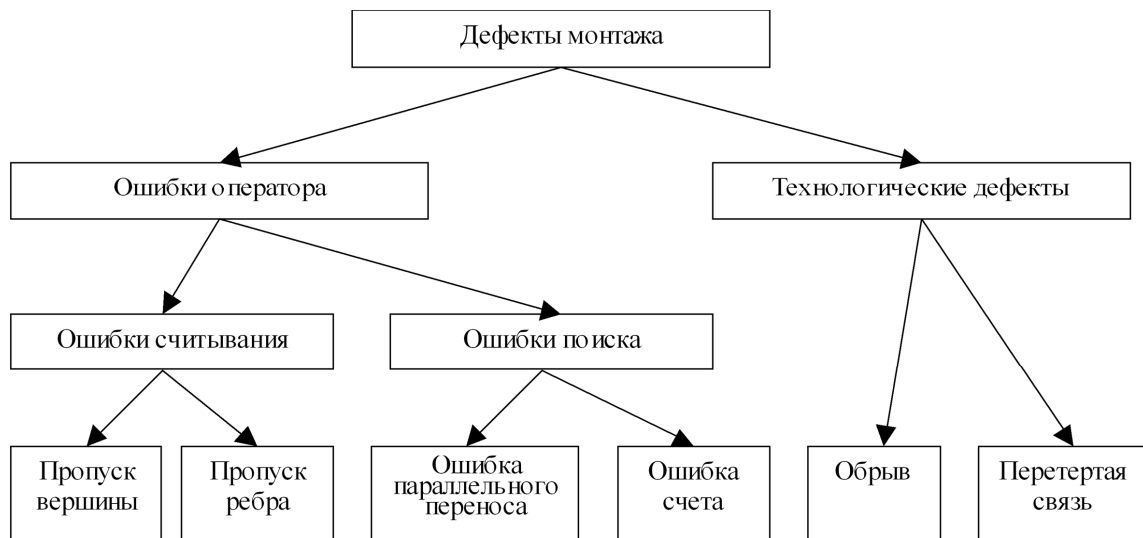 Дефекты монтажа
Ошибки оператора
Технологические дефекты
Ошибки считывания
Ошибки поиска
Пропуск
вершины
Пропуск
ребра
Ошибка
параллельного
переноса
Ошибка
счета
Обрыв
Перетертая
связь